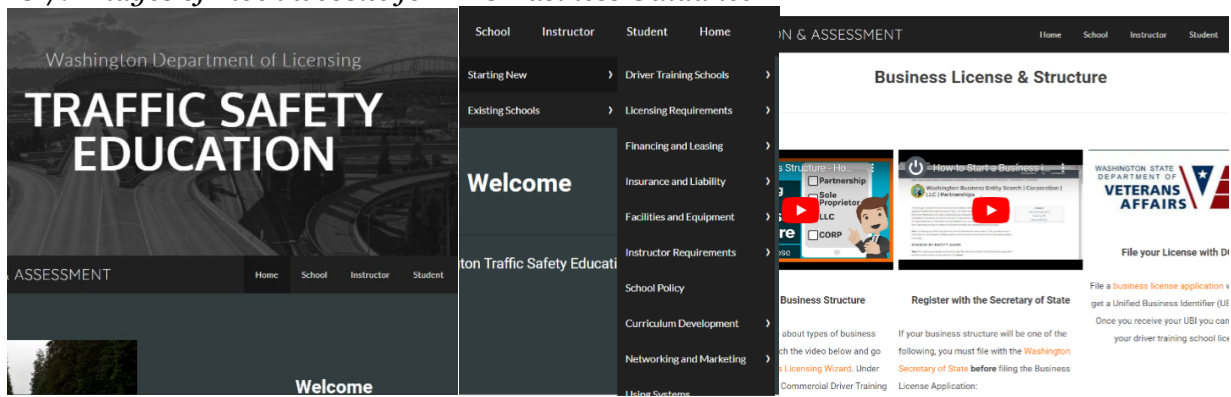 Washington Department of Licensing
TRAFFIC SAFETY
EDUCATION
ASSESSMENT
Home School Instructor Student
Welcome
School Instructor Student Home
Starting New
Existing Schools
Driver Training Schools
Licensing Requirements
Financing and Leasing
Insurance and Liability
Facilities and Equipment
Instructor Requirements
School Policy
Curriculum Development
Networking and Marketing
Using Systems
Welcome
ton Traffic Safety Educati
ON & ASSESSMENT
Home School Instructor Student
Business License & Structure
s Structure - Ho...
Partnership
Sole
Proprietor
LLC
CORP
How to Start a Business i...
Washington Business Entity Search | Corporation |
LLC | Partnerships
WASHINGTON STATE
DEPARTMENT OF
VETERANS
AFFAIRS
Business Structure
about types of business
ch the video below and go
s Licensing Wizard. Under
Commercial Driver Training
Register with the Secretary of State
If your business structure will be one of the
following, you must file with the Washington
Secretary of State before filing the Business
License Application:
File your License with DO
File a business license application w
get a Unified Business Identifier (UB
Once you receive your UBI you can
your driver training school lice